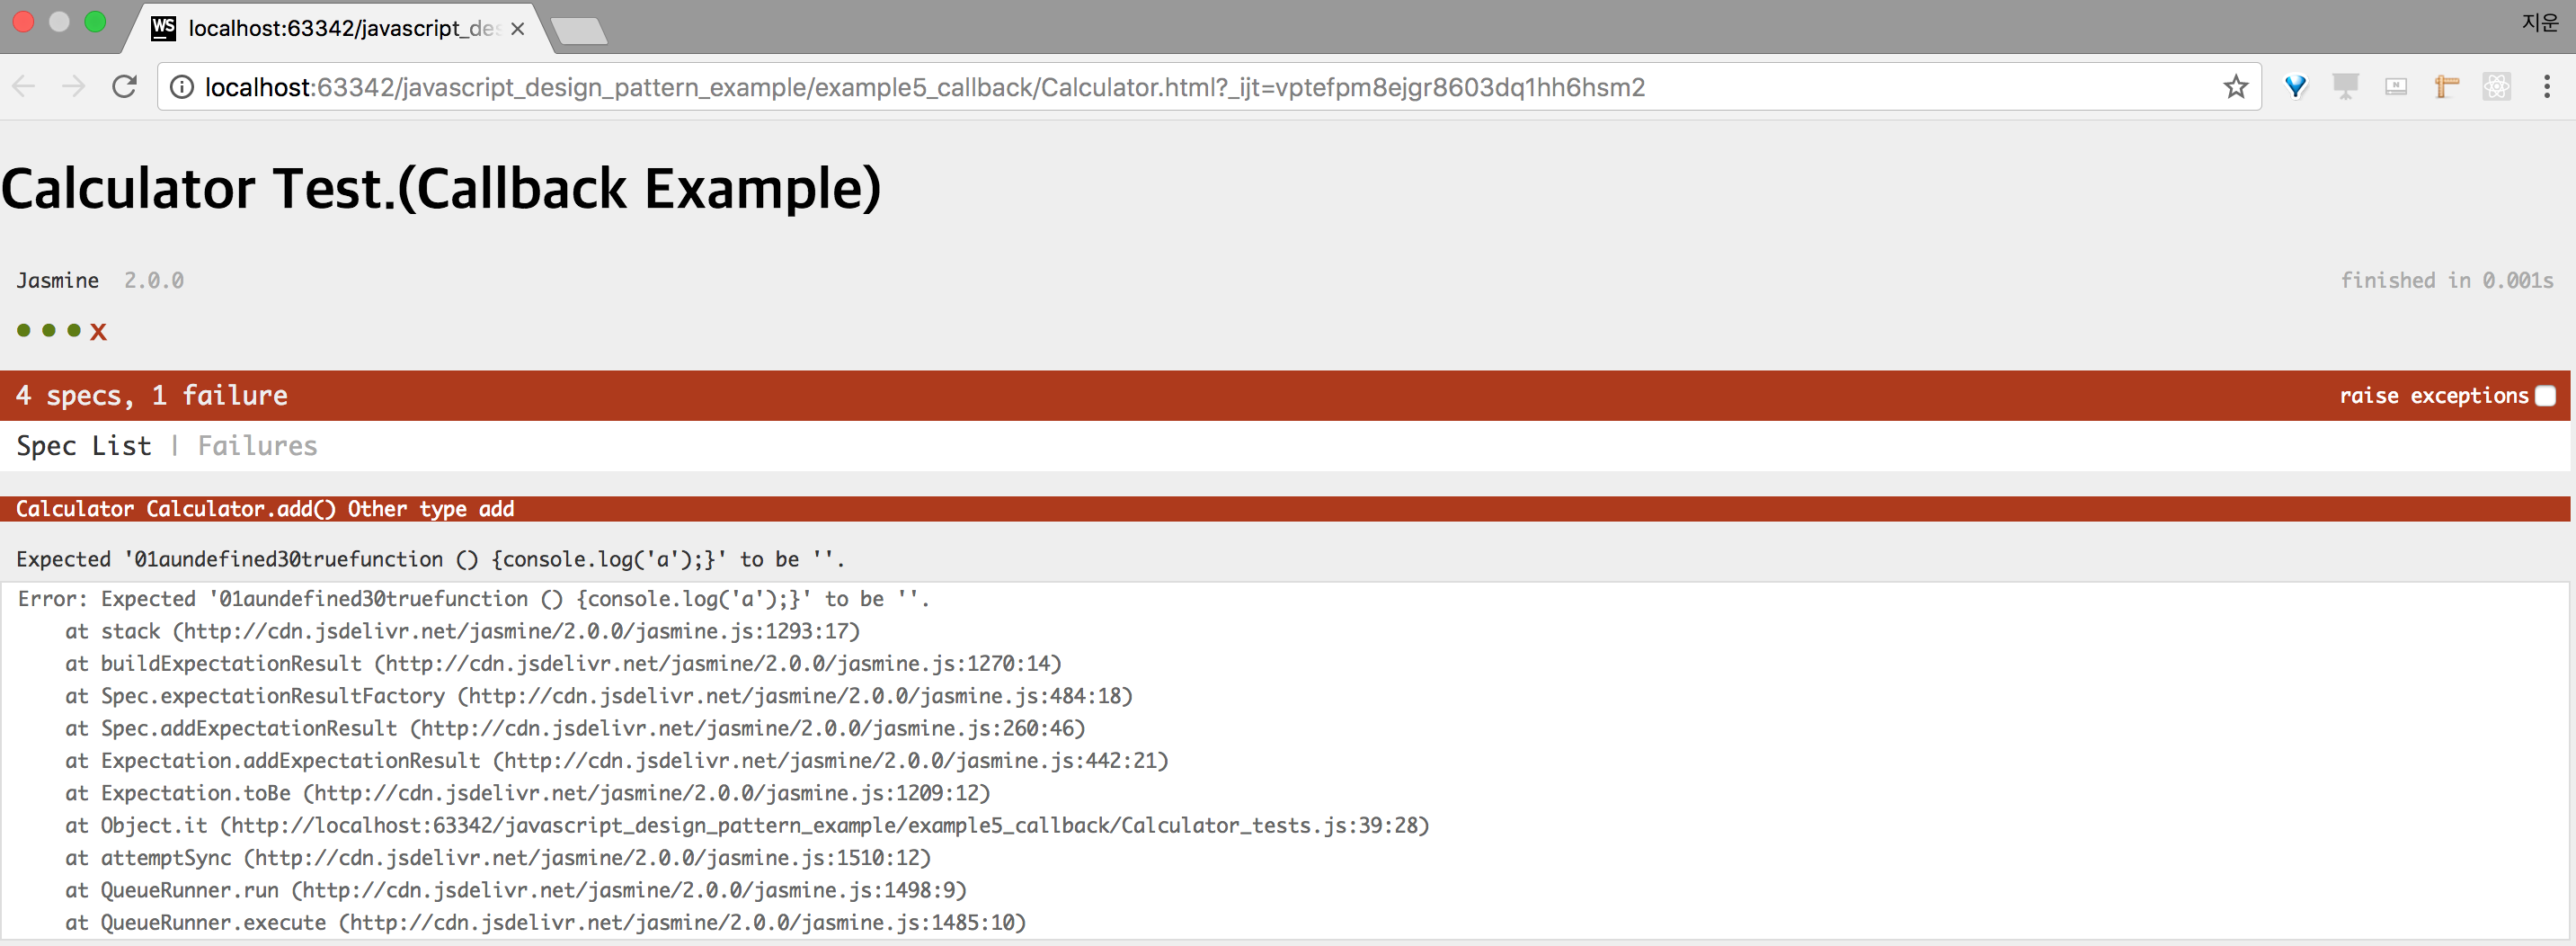 WS localhost:63342/javascript_des
지운
localhost:63342/javascript_design_pattern_example/example5_callback/Calculator.html?_ijt=vptefpm8ejgr8603dq1hh6hsm2
Calculator Test.(Callback Example)
Jasmine 2.0.0
finished in 0.001s
• • • x
4 specs, 1 failure
raise exceptions
Spec List | Failures
Calculator Calculator.add() Other type add
Expected '01aundefined30truefunction () {console.log('a');}' to be ''.
Error: Expected '01aundefined30truefunction () {console.log('a');}' to be ''.
at stack (http://cdn.jsdelivr.net/jasmine/2.0.0/jasmine.js:1293:17)
at buildExpectationResult (http://cdn.jsdelivr.net/jasmine/2.0.0/jasmine.js:1270:14)
at Spec.expectationResultFactory (http://cdn.jsdelivr.net/jasmine/2.0.0/jasmine.js:484:18)
at Spec.addExpectationResult (http://cdn.jsdelivr.net/jasmine/2.0.0/jasmine.js:260:46)
at Expectation.addExpectationResult (http://cdn.jsdelivr.net/jasmine/2.0.0/jasmine.js:442:21)
at Expectation.toBe (http://cdn.jsdelivr.net/jasmine/2.0.0/jasmine.js:1209:12)
at Object.it (http://localhost:63342/javascript_design_pattern_example/example5_callback/Calculator_tests.js:39:28)
at attemptSync (http://cdn.jsdelivr.net/jasmine/2.0.0/jasmine.js:1510:12)
at QueueRunner.run (http://cdn.jsdelivr.net/jasmine/2.0.0/jasmine.js:1498:9)
at QueueRunner.execute (http://cdn.jsdelivr.net/jasmine/2.0.0/jasmine.js:1485:10)